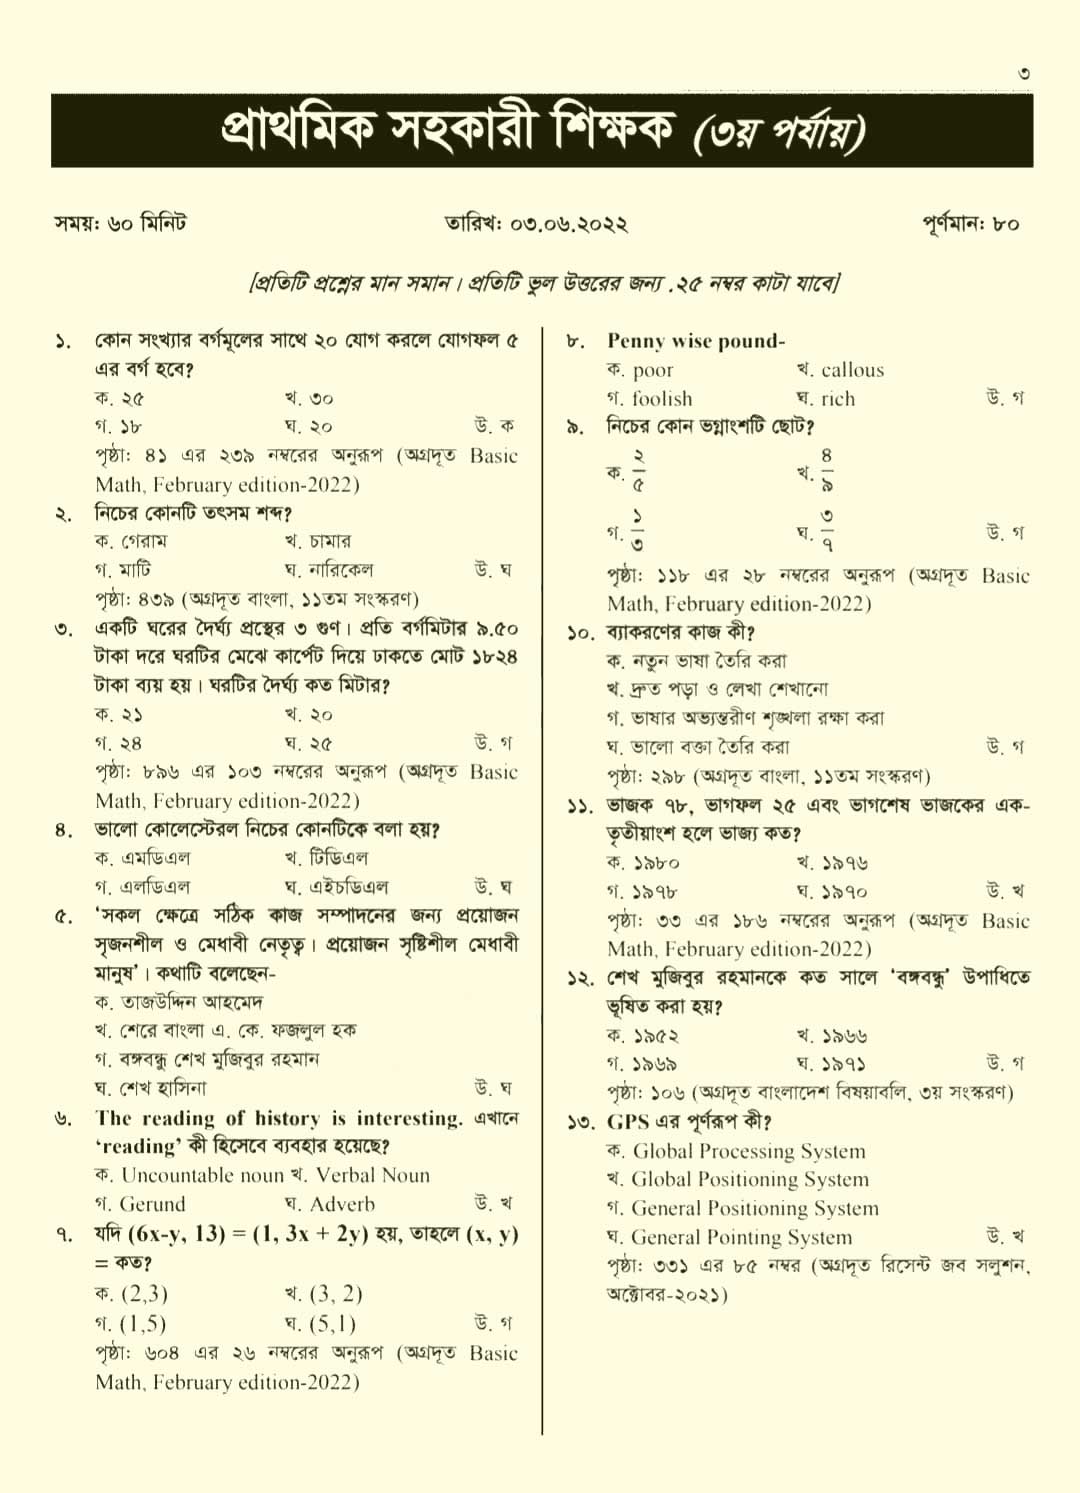 ৩
প্রাথমিক সহকারী শিক্ষক (৩য় পর্যায়)
সময়: ৬০ মিনিট তারিখ: ০৩.০৬.২০২২ পূর্ণমান: ৮০
[প্রতিটি প্রশ্নের মান সমান। প্রতিটি ভুল উত্তরের জন্য .২৫ নম্বর কাটা যাবে]
১. কোন সংখ্যার বর্গমূলের সাথে ২০ যোগ করলে যোগফল ৫
এর বর্গ হবে?
ক. ২৫ খ. ৩০
গ. ১৮ ঘ. ২০ উ. ক
পৃষ্ঠা: ৪১ এর ২৩৯ নম্বরের অনুরূপ (অগ্রদূত Basic
Math, February edition-2022)
২. নিচের কোনটি তৎসম শব্দ?
ক. গেরাম খ. চামার
গ. মাটি ঘ. নারিকেল উ. ঘ
পৃষ্ঠা: ৪৩৯ (অগ্রদূত বাংলা, ১১তম সংস্করণ)
৩. একটি ঘরের দৈর্ঘ্য প্রস্থের ৩ গুণ। প্রতি বর্গমিটার ৯.৫০
টাকা দরে ঘরটির মেঝে কার্পেট দিয়ে ঢাকতে মোট ১৮২৪
টাকা ব্যয় হয়। ঘরটির দৈর্ঘ্য কত মিটার?
ক. ২১ খ. ২০
গ. ২৪ ঘ. ২৫ উ. গ
পৃষ্ঠা: ৮৯৬ এর ১০৩ নম্বরের অনুরূপ (অগ্রদূত Basic
Math, February edition-2022)
৪. ভালো কোলেস্টেরল নিচের কোনটিকে বলা হয়?
ক. এমডিএল খ. টিডিএল
গ. এলডিএল ঘ. এইচডিএল উ. ঘ
৫. ‘সকল ক্ষেত্রে সঠিক কাজ সম্পাদনের জন্য প্রয়োজন
সৃজনশীল ও মেধাবী নেতৃত্ব। প্রয়োজন সৃষ্টিশীল মেধাবী
মানুষ’। কথাটি বলেছেন-
ক. তাজউদ্দিন আহমেদ
খ. শেরে বাংলা এ. কে. ফজলুল হক
গ. বঙ্গবন্ধু শেখ মুজিবুর রহমান
ঘ. শেখ হাসিনা উ. ঘ
৬. The reading of history is interesting. এখানে
‘reading’ কী হিসেবে ব্যবহার হয়েছে?
ক. Uncountable noun খ. Verbal Noun
গ. Gerund ঘ. Adverb উ. খ
৭. যদি (6x-y, 13) = (1, 3x + 2y) হয়, তাহলে (x, y)
= কত?
ক. (2,3) খ. (3, 2)
গ. (1,5) ঘ. (5,1) উ. গ
পৃষ্ঠা: ৬০৪ এর ২৬ নম্বরের অনুরূপ (অগ্রদূত Basic
Math, February edition-2022)
৮. Penny wise pound-
ক. poor খ. callous
গ. foolish ঘ. rich উ. গ
৯. নিচের কোন ভগ্নাংশটি ছোট?
ক. ২/৫ খ. ৪/৯
গ. ১/৩ ঘ. ৩/৭ উ. গ
পৃষ্ঠা: ১১৮ এর ২৮ নম্বরের অনুরূপ (অগ্রদূত Basic
Math, February edition-2022)
১০. ব্যাকরণের কাজ কী?
ক. নতুন ভাষা তৈরি করা
খ. দ্রুত পড়া ও লেখা শেখানো
গ. ভাষার অভ্যন্তরীণ শৃঙ্খলা রক্ষা করা
ঘ. ভালো বক্তা তৈরি করা উ. গ
পৃষ্ঠা: ২৯৮ (অগ্রদূত বাংলা, ১১তম সংস্করণ)
১১. ভাজক ৭৮, ভাগফল ২৫ এবং ভাগশেষ ভাজকের এক-
তৃতীয়াংশ হলে ভাজ্য কত?
ক. ১৯৮০ খ. ১৯৭৬
গ. ১৯৭৮ ঘ. ১৯৭০ উ. খ
পৃষ্ঠা: ৩৩ এর ১৮৬ নম্বরের অনুরূপ (অগ্রদূত Basic
Math, February edition-2022)
১২. শেখ মুজিবুর রহমানকে কত সালে ‘বঙ্গবন্ধু’ উপাধিতে
ভূষিত করা হয়?
ক. ১৯৫২ খ. ১৯৬৬
গ. ১৯৬৯ ঘ. ১৯৭১ উ. গ
পৃষ্ঠা: ১০৬ (অগ্রদূত বাংলাদেশ বিষয়াবলি, ৩য় সংস্করণ)
১৩. GPS এর পূর্ণরূপ কী?
ক. Global Processing System
খ. Global Positioning System
গ. General Positioning System
ঘ. General Pointing System উ. খ
পৃষ্ঠা: ৩৩১ এর ৮৫ নম্বর (অগ্রদূত রিসেন্ট জব সলুশন,
অক্টোবর-২০২১)